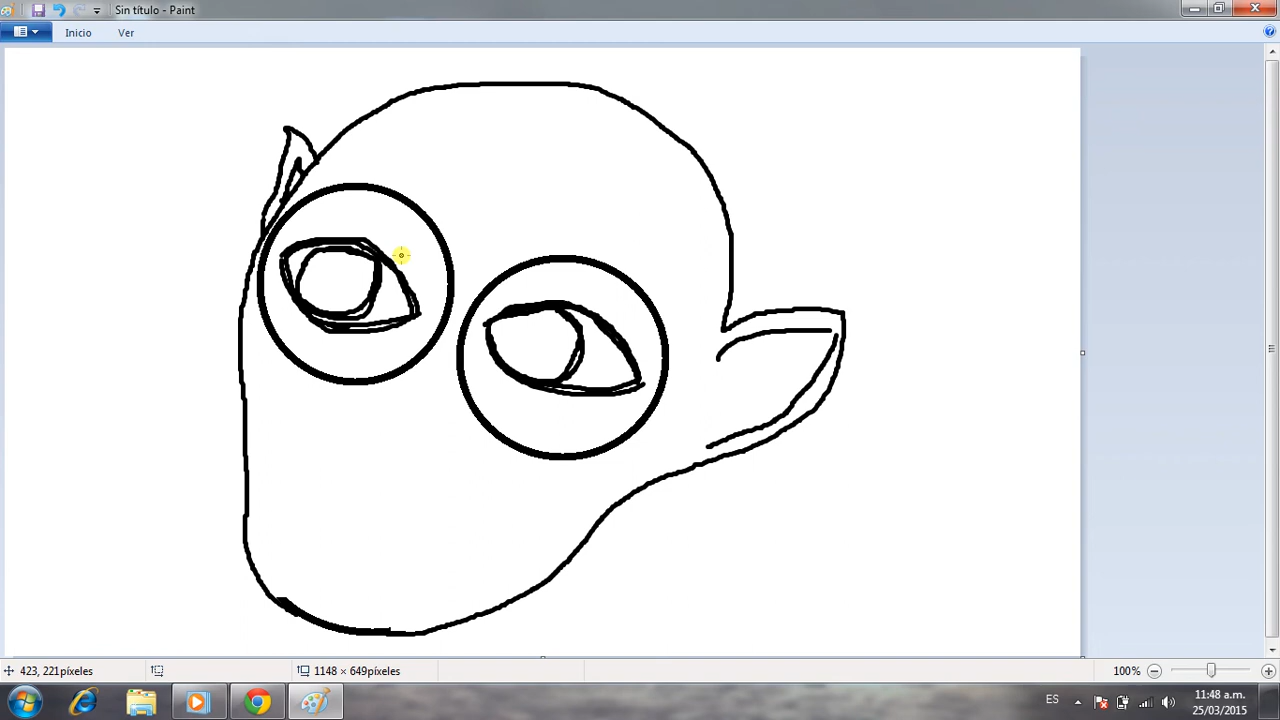 Sin título - Paint
Inicio Ver
423, 221píxeles 1148 × 649píxeles 100%
ES 11:48 a.m.
25/03/2015